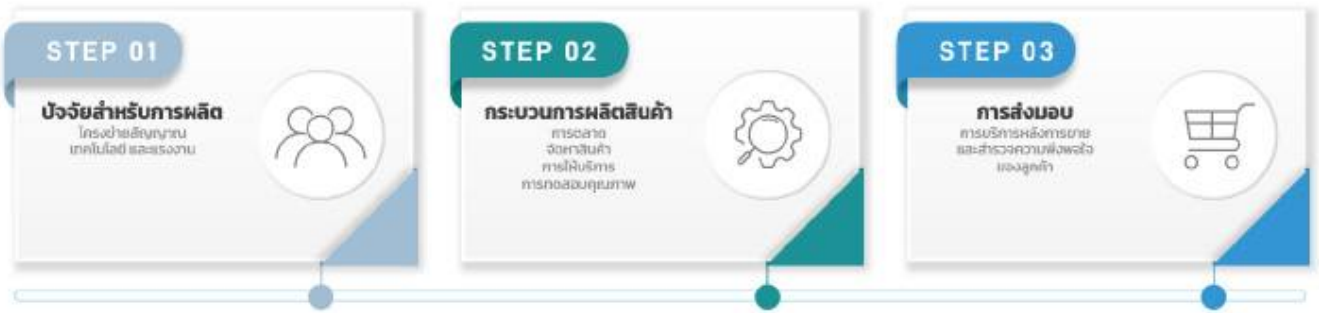 STEP 01
ปัจจัยสำหรับการผลิต
โครงข่ายสัญญาณ
เทคโนโลยี และแรงงาน
STEP 02
กระบวนการผลิตสินค้า
การตลาด
จัดหาสินค้า
การให้บริการ
การทดสอบคุณภาพ
STEP 03
การส่งมอบ
การบริการหลังการขาย
และสำรวจความพึงพอใจ
ของลูกค้า